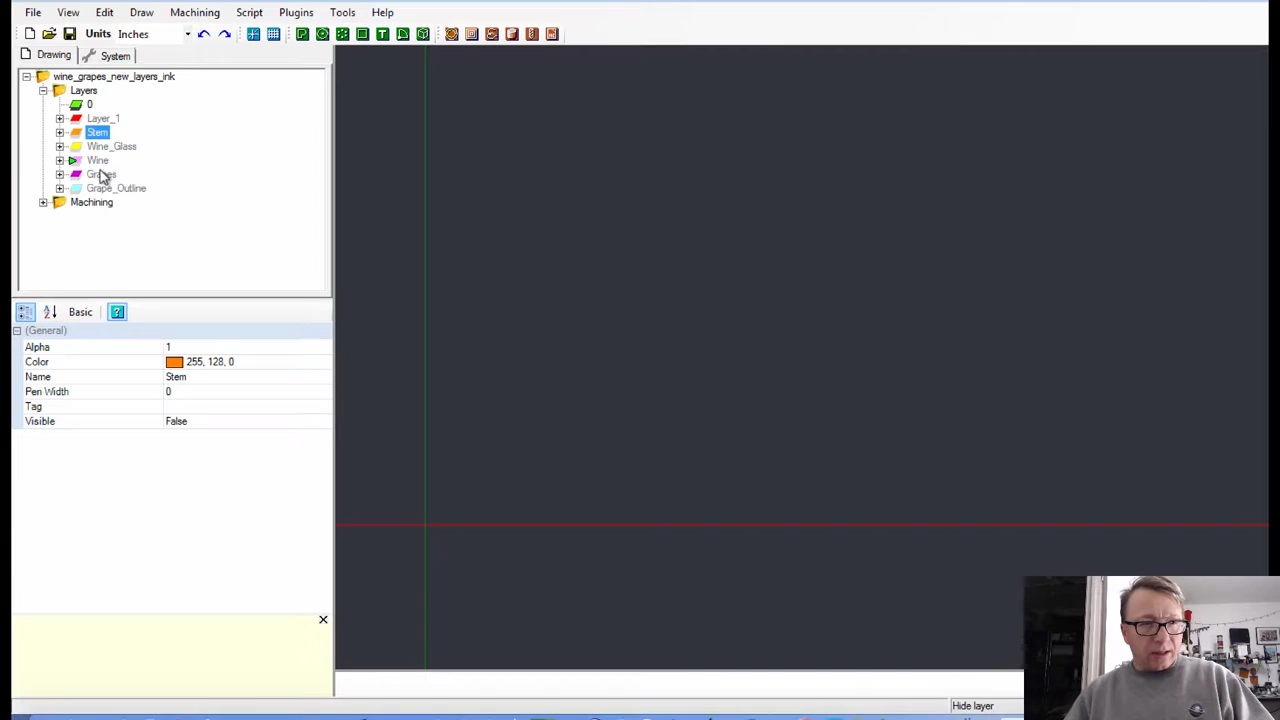 File View Edit Draw Machining Script Plugins Tools Help
Units Inches
Drawing System
wine_grapes_new_layers_ink
Layers
0
Layer_1
Stem
Wine_Glass
Wine
Grapes
Grape_Outline
Machining
Basic
(General)
Alpha 1
Color 255, 128, 0
Name Stem
Pen Width 0
Tag
Visible False
Hide layer